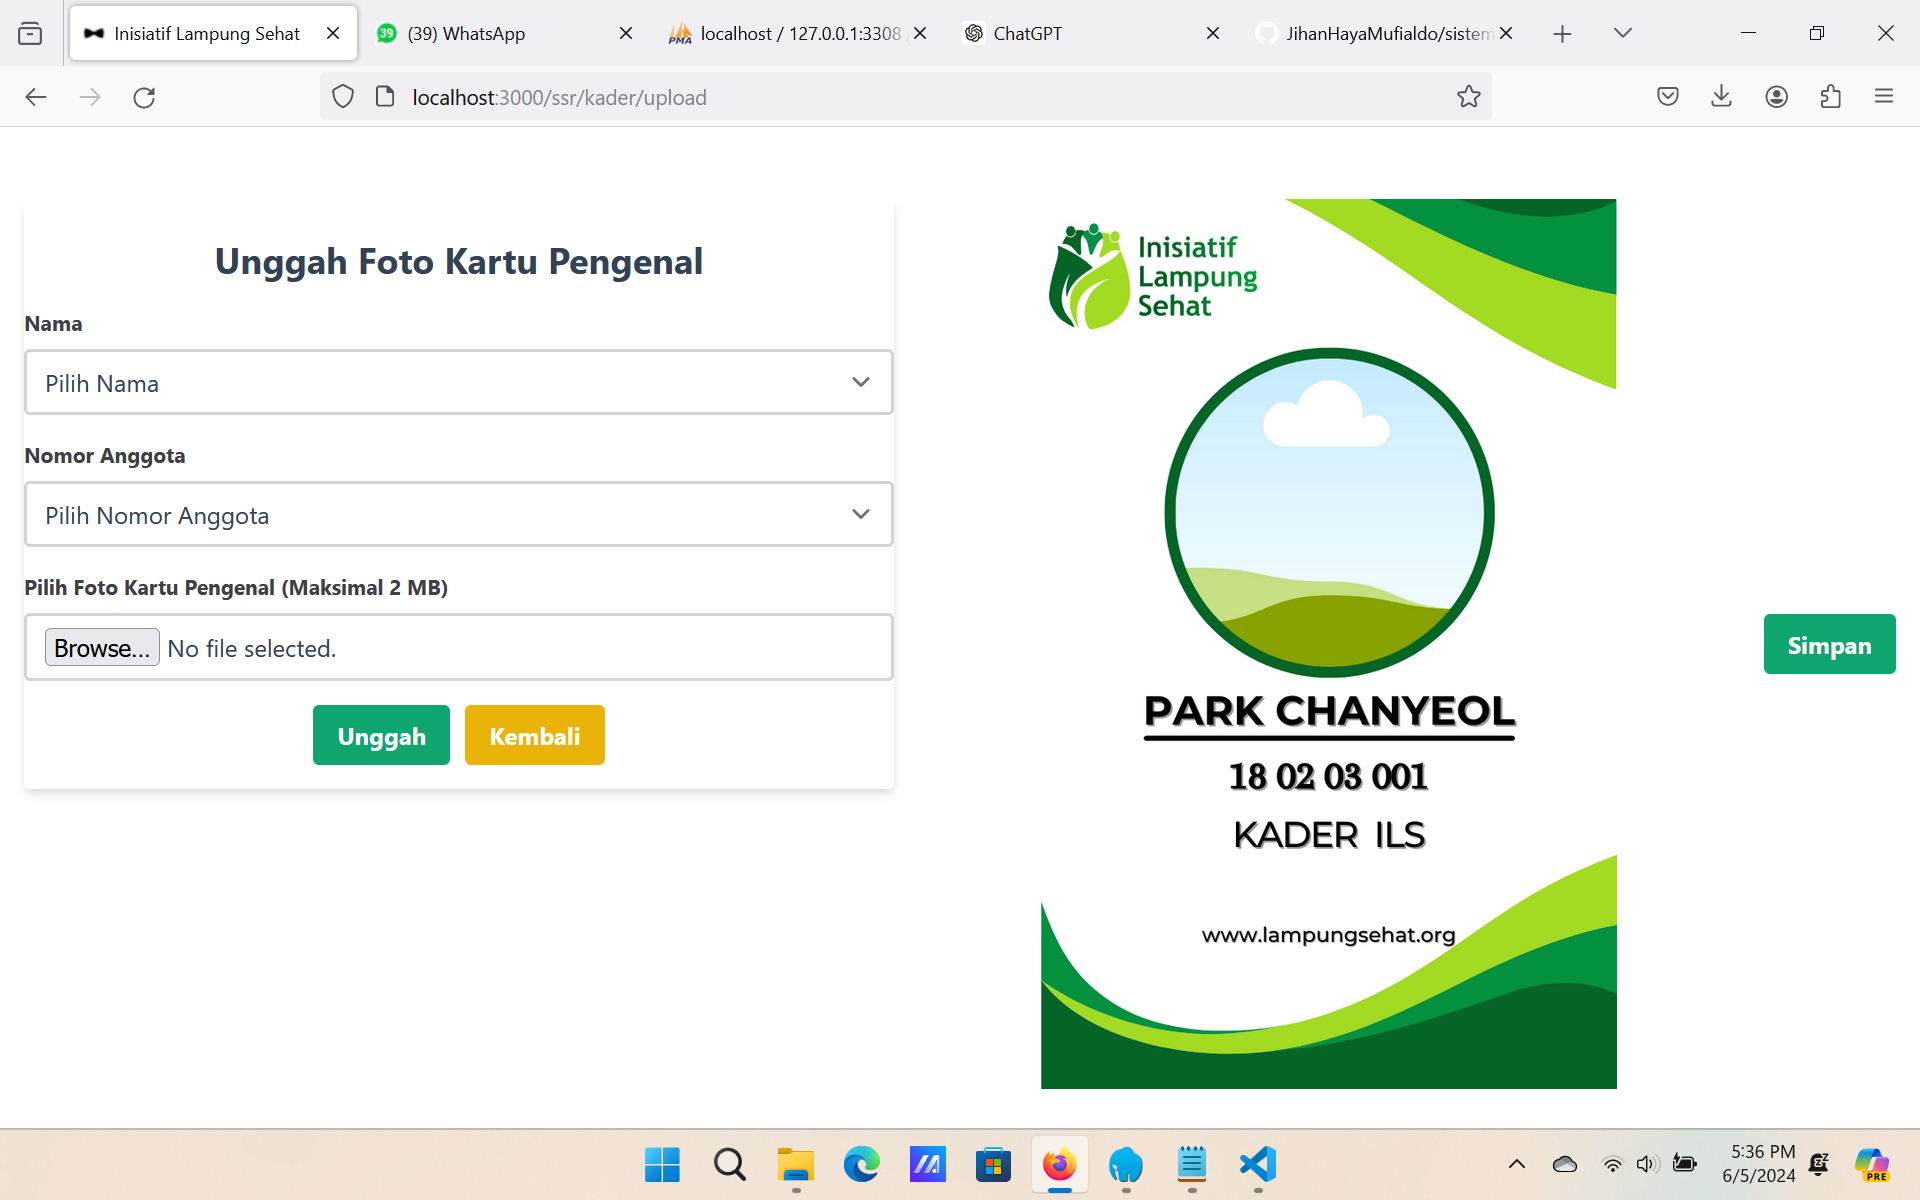 Inisiatif Lampung Sehat
(39) WhatsApp
localhost / 127.0.0.1:3308
ChatGPT
JihanHayaMufialdo/sistem
localhost:3000/ssr/kader/upload
Unggah Foto Kartu Pengenal
Nama
Pilih Nama
Nomor Anggota
Pilih Nomor Anggota
Pilih Foto Kartu Pengenal (Maksimal 2 MB)
Browse... No file selected.
Unggah
Kembali
Inisiatif
Lampung
Sehat
PARK CHANYEOL
18 02 03 001
KADER ILS
www.lampungsehat.org
Simpan
5:36 PM
6/5/2024
PRE